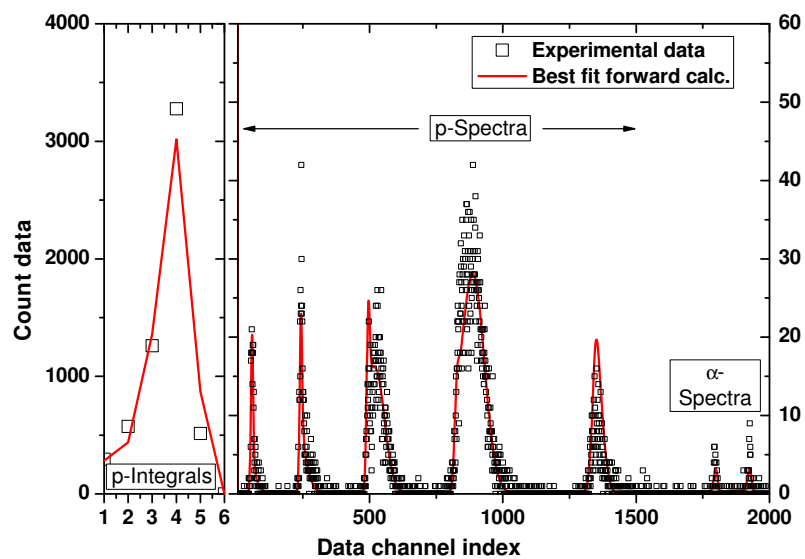 4000
3000
2000
1000
0
Count data
60
50
40
30
20
10
0
Experimental data
Best fit forward calc.
p-Spectra
α-
Spectra
p-Integrals
1 2 3 4 5 6
500 1000 1500 2000
Data channel index